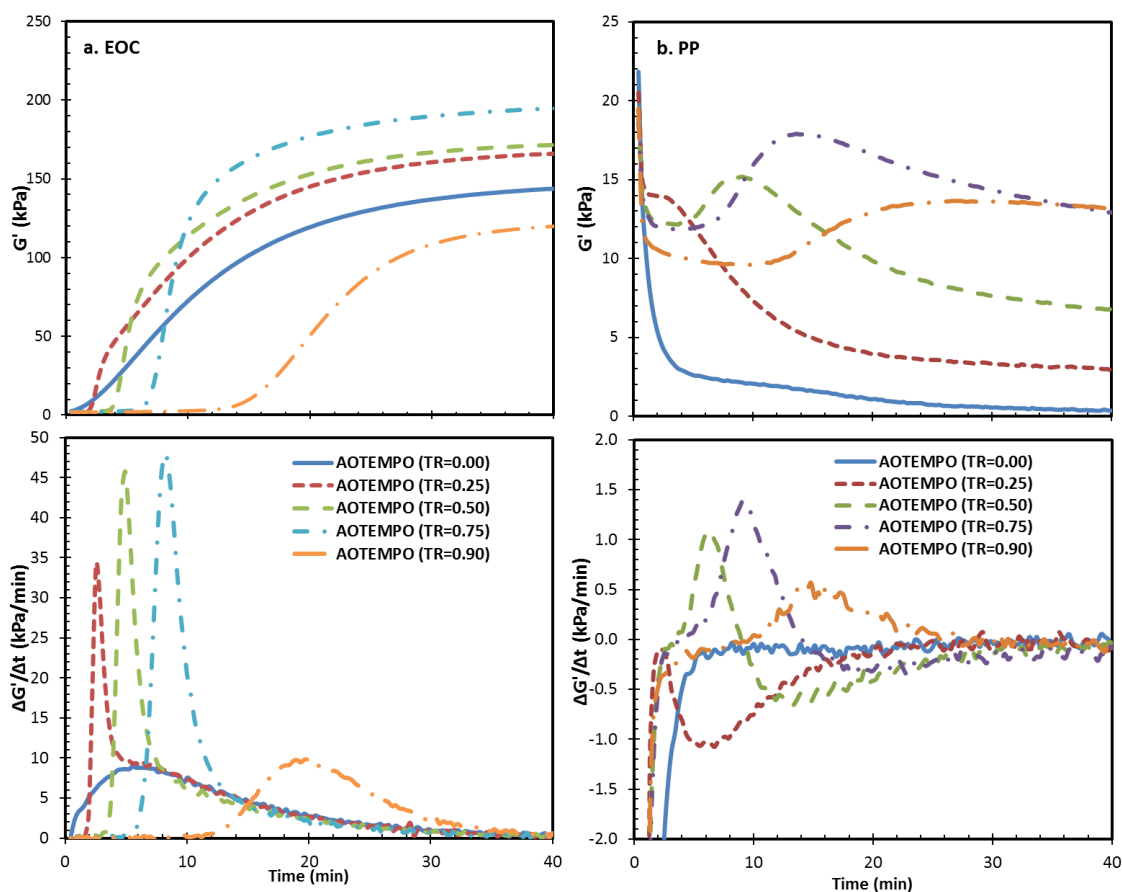 a. EOC
G' (kPa)
250
200
150
100
50
0
b. PP
G' (kPa)
25
20
15
10
5
0
ΔG'/Δt (kPa/min)
50
45
40
35
30
25
20
15
10
5
0
AOTEMPO (TR=0.00)
AOTEMPO (TR=0.25)
AOTEMPO (TR=0.50)
AOTEMPO (TR=0.75)
AOTEMPO (TR=0.90)
0 10 20 30 40
Time (min)
ΔG'/Δt (kPa/min)
2.0
1.5
1.0
0.5
0.0
-0.5
-1.0
-1.5
-2.0
AOTEMPO (TR=0.00)
AOTEMPO (TR=0.25)
AOTEMPO (TR=0.50)
AOTEMPO (TR=0.75)
AOTEMPO (TR=0.90)
0 10 20 30 40
Time (min)